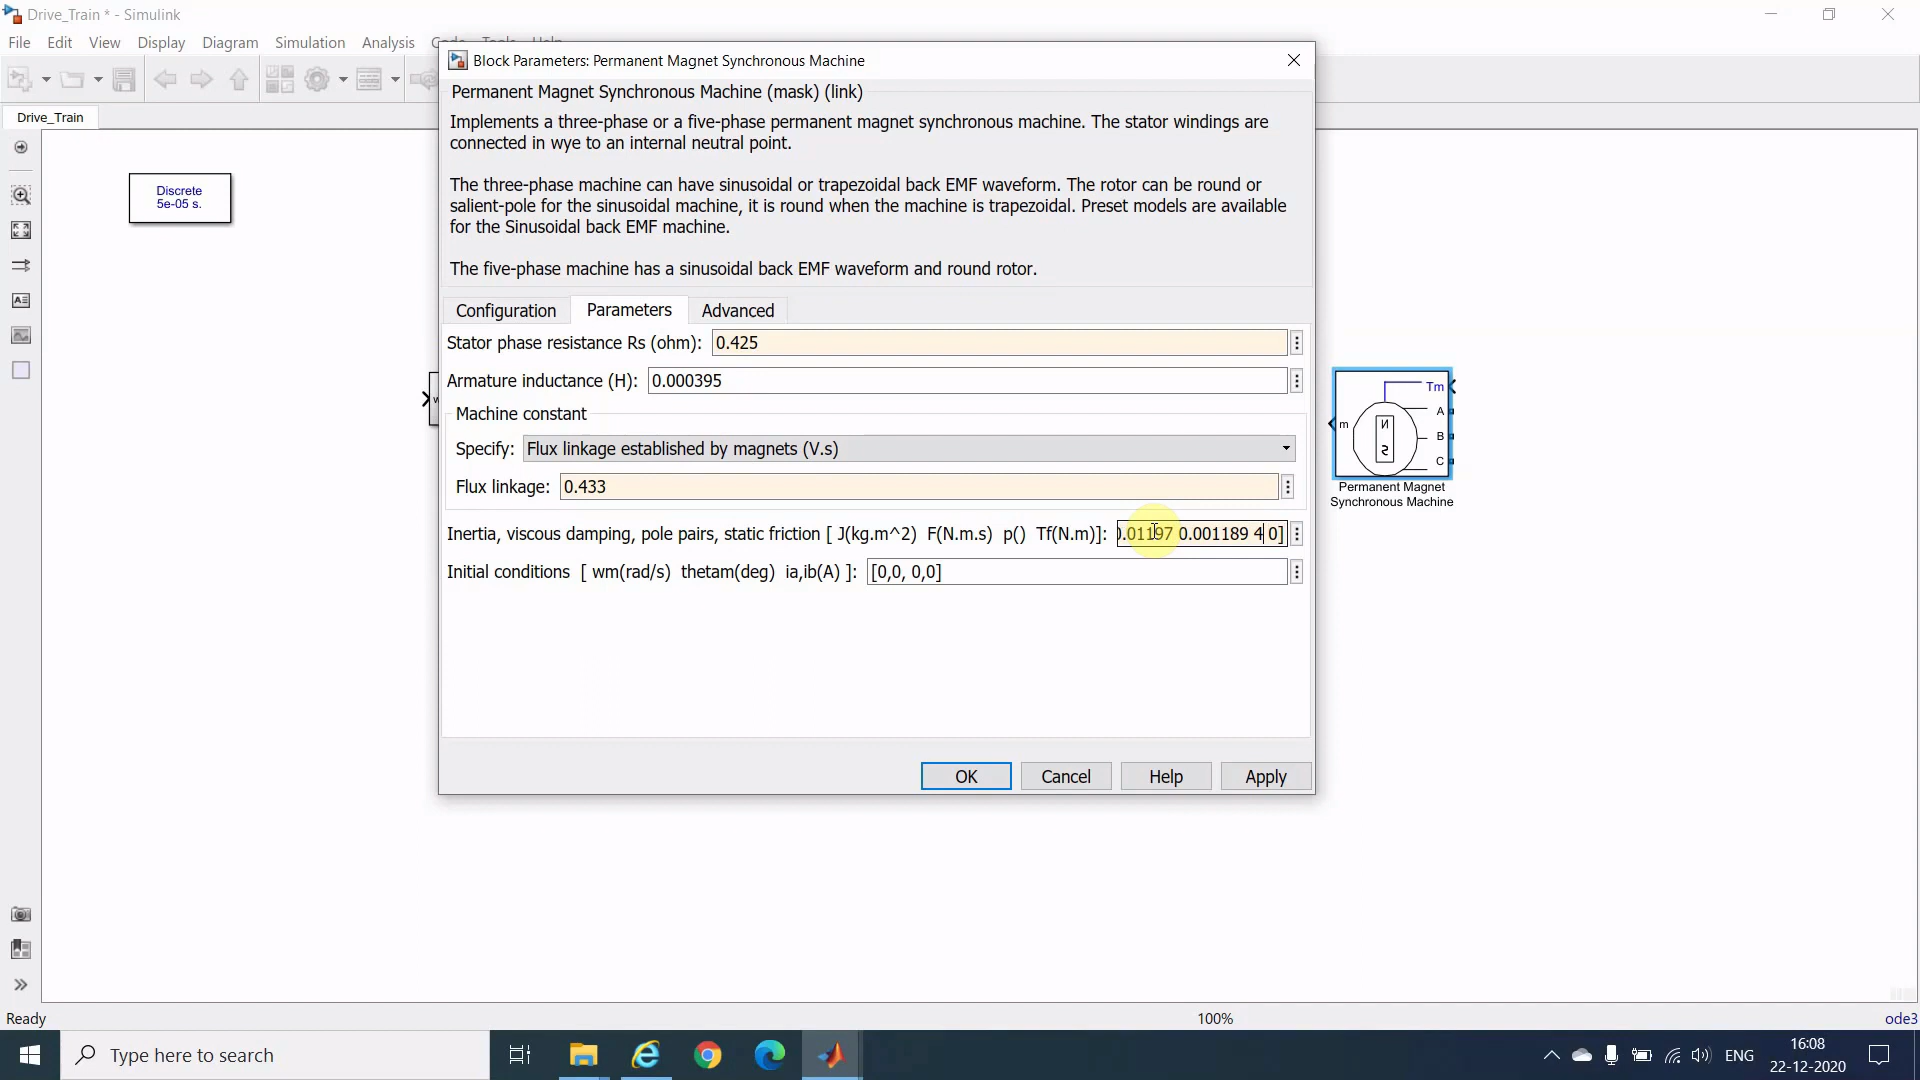 Drive_Train * - Simulink
File Edit View Display Diagram Simulation Analysis
Block Parameters: Permanent Magnet Synchronous Machine
Permanent Magnet Synchronous Machine (mask) (link)
Drive_Train
Implements a three-phase or a five-phase permanent magnet synchronous machine. The stator windings are
connected in wye to an internal neutral point.
The three-phase machine can have sinusoidal or trapezoidal back EMF waveform. The rotor can be round or
salient-pole for the sinusoidal machine, it is round when the machine is trapezoidal. Preset models are available
for the Sinusoidal back EMF machine.
The five-phase machine has a sinusoidal back EMF waveform and round rotor.
Discrete
5e-05 s.
Configuration Parameters Advanced
Stator phase resistance Rs (ohm): 0.425
Armature inductance (H): 0.000395
Machine constant
Specify: Flux linkage established by magnets (V.s)
Flux linkage: 0.433
Inertia, viscous damping, pole pairs, static friction [ J(kg.m^2) F(N.m.s) p() Tf(N.m)]: 0.01197 0.001189 4 0]
Initial conditions [ wm(rad/s) thetam(deg) ia,ib(A) ]: [0,0, 0,0]
OK Cancel Help Apply
Tm
A
m
B
C
N
S
Permanent Magnet
Synchronous Machine
Ready 100% ode3
Type here to search
ENG
16:08
22-12-2020